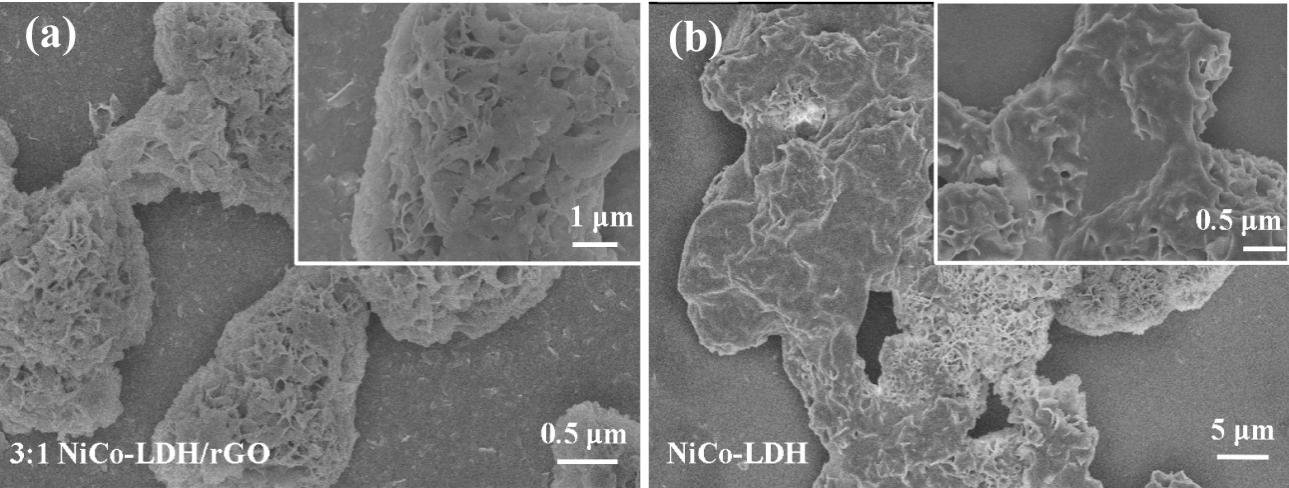 (a)
1 μm
0.5 μm
3:1 NiCo-LDH/rGO
(b)
0.5 μm
5 μm
NiCo-LDH